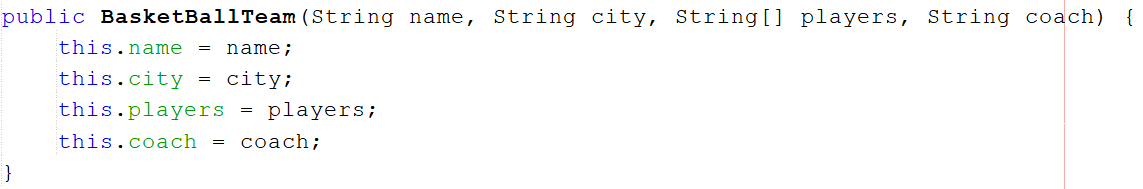 public BasketBallTeam(String name, String city, String[] players, String coach) {
    this.name = name;
    this.city = city;
    this.players = players;
    this.coach = coach;
}